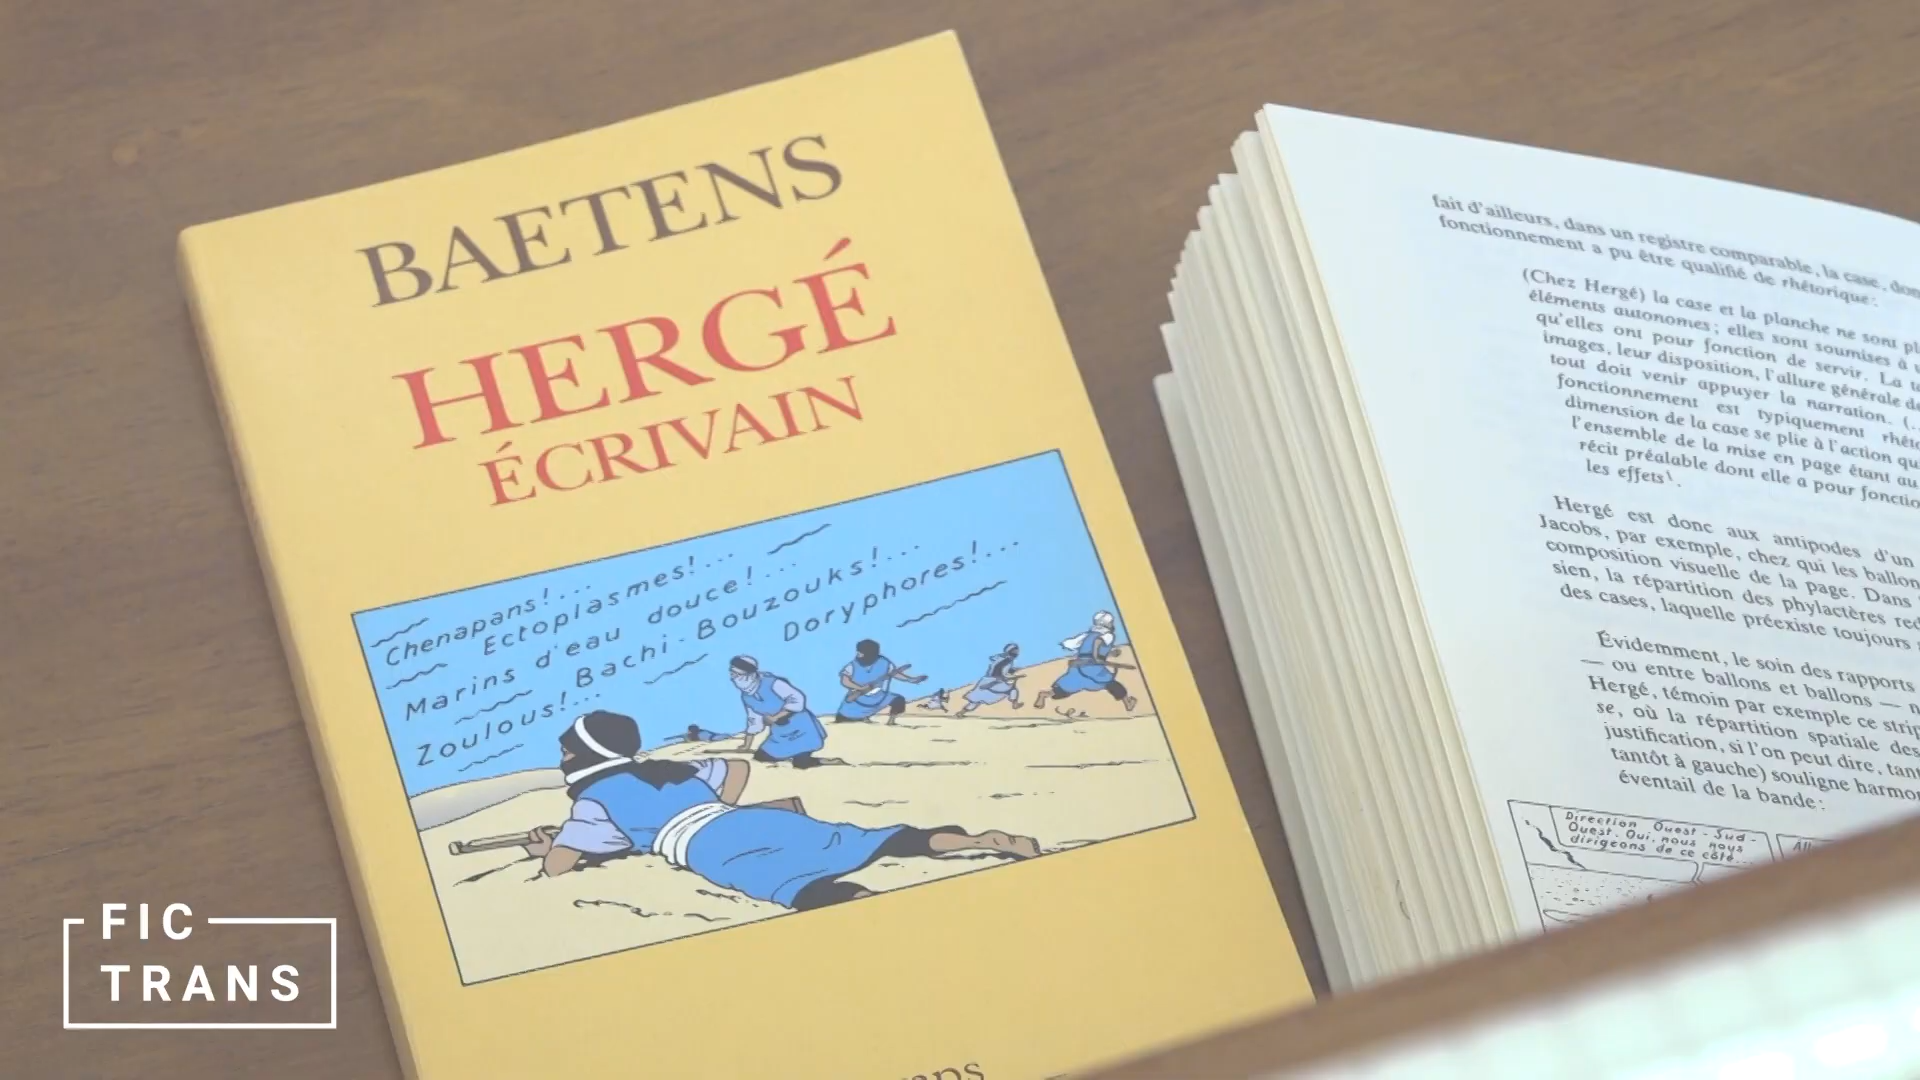 BAETENS
HERGÉ
ÉCRIVAIN
Chenapans!...
Ectoplasmes!...
Marins d'eau douce!...
Bachi-Bouzouks!...
Zoulous!...
Doryphores!...
fait d'ailleurs, dans un registre comparable, la case,
fonctionnement a pu être qualifié de rhétorique:
(Chez Hergé) la case et la planche ne sont
éléments autonomes; elles sont soumises à
qu'elles ont pour fonction de servir. La
images, leur disposition, l'allure générale
tout doit venir appuyer la narration. (..
fonctionnement est typiquement
dimension de la case se plie à l'action
l'ensemble de la mise en page étant au
récit préalable dont elle a pour
les effets¹.
Hergé est donc aux antipodes d'un
Jacobs, par exemple, chez qui les
composition visuelle de la page. Dans
sien, la répartition des phylactères
des cases, laquelle préexiste toujours
Évidemment, le soin des rapports
— ou entre ballons et ballons —
Hergé, témoin par exemple ce strip
se, où la répartition spatiale des
justification, si l'on peut dire,
tantôt à gauche) souligne
éventail de la bande:
Direction Ouest-Sud-
Ouest. Oui, nous nous
dirigeons de ce côté...
FIC
TRANS